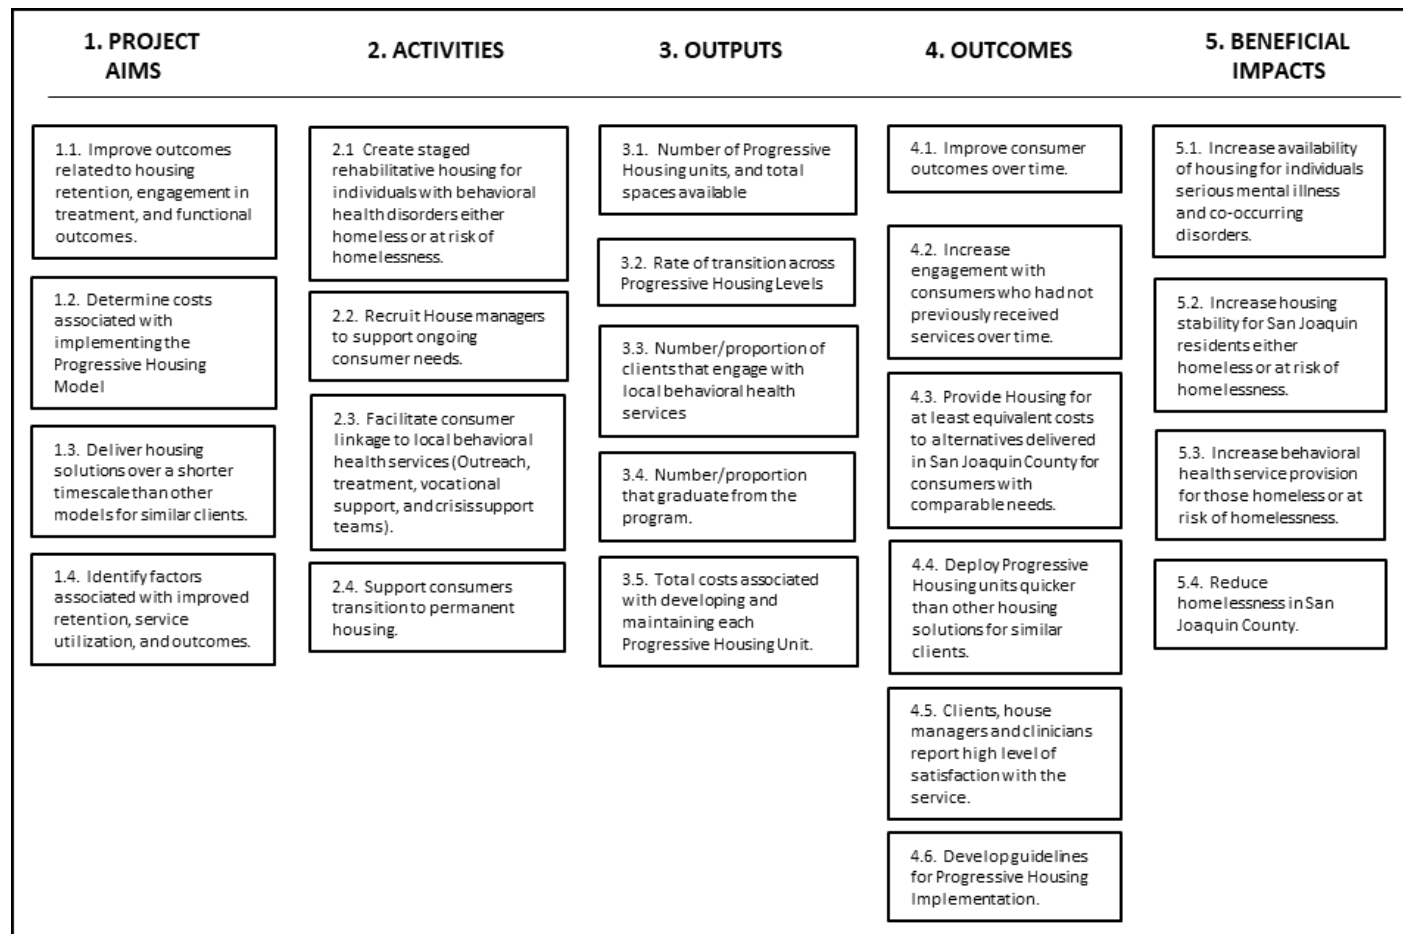 1. PROJECT
AIMS
2. ACTIVITIES
3. OUTPUTS
4. OUTCOMES
5. BENEFICIAL
IMPACTS
1.1. Improve outcomes
related to housing
retention, engagement in
treatment, and functional
outcomes.
1.2. Determine costs
associated with
implementing the
Progressive Housing
Model
1.3. Deliver housing
solutions over a shorter
timescale than other
models for similar clients.
1.4. Identify factors
associated with improved
retention, service
utilization, and outcomes.
2.1 Create staged
rehabilitative housing for
individuals with behavioral
health disorders either
homeless or at risk of
homelessness.
2.2. Recruit House managers
to support ongoing
consumer needs.
2.3. Facilitate consumer
linkage to local behavioral
health services (Outreach,
treatment, vocational
support, and crisis support
teams).
2.4. Support consumers
transition to permanent
housing.
3.1. Number of Progressive
Housing units, and total
spaces available
3.2. Rate of transition across
Progressive Housing Levels
3.3. Number/proportion of
clients that engage with
local behavioral health
services
3.4. Number/proportion
that graduate from the
program.
3.5. Total costs associated
with developing and
maintaining each
Progressive Housing Unit.
4.1. Improve consumer
outcomes over time.
4.2. Increase
engagement with
consumers who had not
previously received
services over time.
4.3. Provide Housing for
at least equivalent costs
to alternatives delivered
in San Joaquin County for
consumers with
comparable needs.
4.4. Deploy Progressive
Housing units quicker
than other housing
solutions for similar
clients.
4.5. Clients, house
managers and clinicians
report high level of
satisfaction with the
service.
4.6. Develop guidelines
for Progressive Housing
Implementation.
5.1. Increase availability
of housing for individuals
serious mental illness
and co-occurring
disorders.
5.2. Increase housing
stability for San Joaquin
residents either
homeless or at risk of
homelessness.
5.3. Increase behavioral
health service provision
for those homeless or at
risk of homelessness.
5.4. Reduce
homelessness in San
Joaquin County.